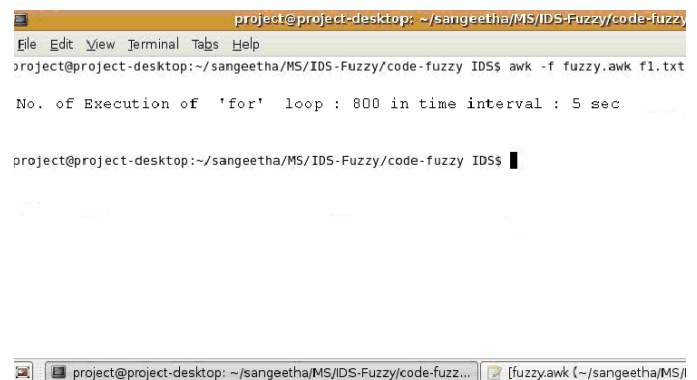 project@project-desktop: ~/sangeetha/MS/IDS-Fuzzy/code-fuzzy
File Edit View Terminal Tabs Help
project@project-desktop:~/sangeetha/MS/IDS-Fuzzy/code-fuzzy IDS$ awk -f fuzzy.awk f1.txt
No. of Execution of 'for' loop : 800 in time interval : 5 sec
project@project-desktop:~/sangeetha/MS/IDS-Fuzzy/code-fuzzy IDS$
project@project-desktop: ~/sangeetha/MS/IDS-Fuzzy/code-fuzz... [fuzzy.awk (~/sangeetha/MS/I